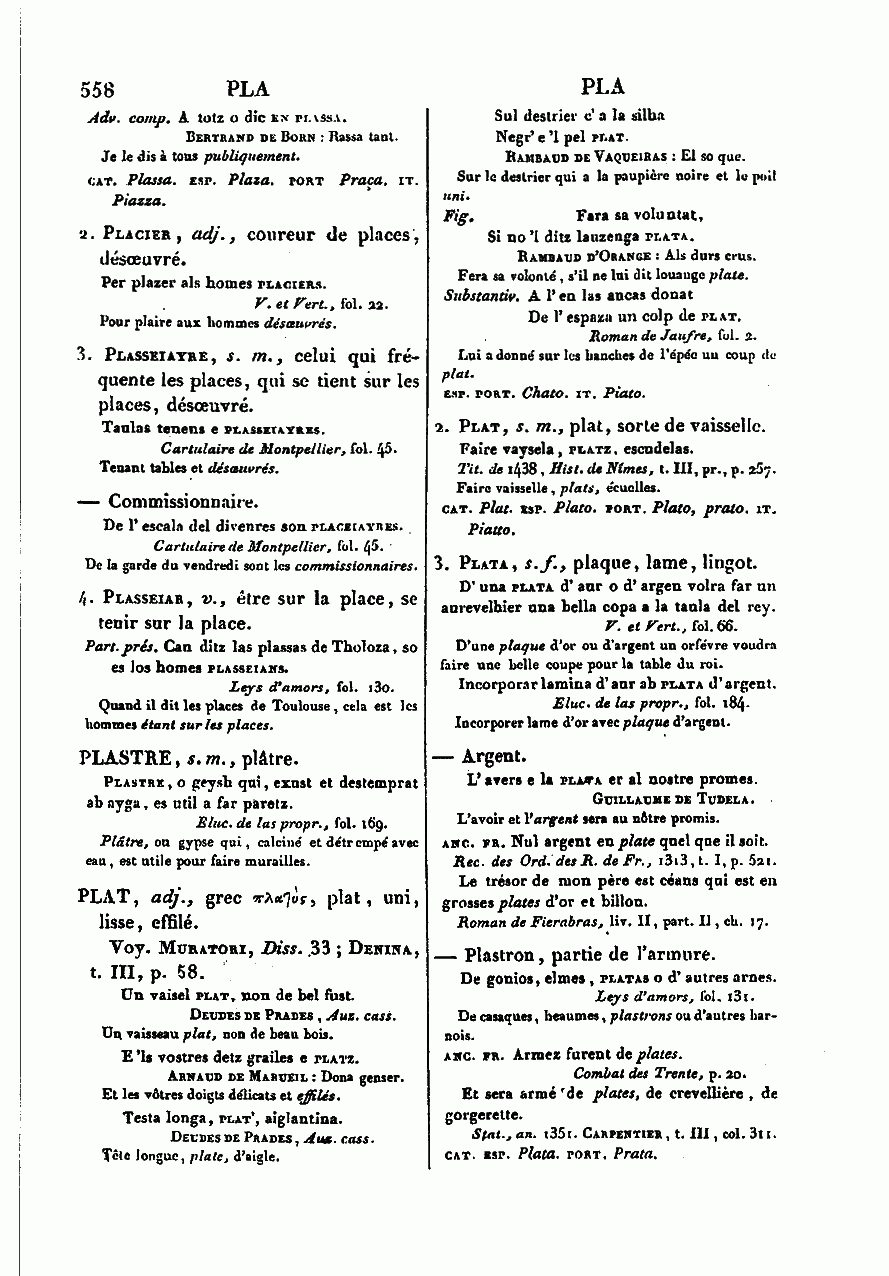 558 PLA
Adv. comp. A totz o dic EN PLASSA.
BERTRAND DE BORN : Rassa tant.
Je le dis à tous publiquement.
CAT. Plassa. ESP. Plaza. PORT Praça. IT.
Piazza.
2. PLACIER, adj., coureur de places,
désœuvré.
Per plazer als homes PLACIERS.
V. et Vert., fol. 22.
Pour plaire aux hommes désœuvrés.
3. PLASSEIAYRE, s. m., celui qui fré-
quente les places, qui se tient sur les
places, désœuvré.
Taulas tenens e PLASSEIAYRES.
Cartulaire de Montpellier, fol. 45.
Tenant tables et désœuvrés.
— Commissionnaire.
De l'escala del divenres son PLACEIAYRES.
Cartulaire de Montpellier, fol. 45.
De la garde du vendredi sont les commissionnaires.
4. PLASSEIAR, v., être sur la place, se
tenir sur la place.
Part. prés. Can ditz las plassas de Tholoza, so
es los homes PLASSEIANS.
Leys d'amors, fol. 130.
Quand il dit les places de Toulouse, cela est les
hommes étant sur les places.
PLASTRE, s. m., plâtre.
PLASTRE, o geysh qui, exust et destemprat
ab ayga, es util a far paretz.
Eluc. de las propr., fol. 169.
Plâtre, ou gypse qui, calciné et détrempé avec
eau, est utile pour faire murailles.
PLAT, adj., grec πλατύς, plat, uni,
lisse, effilé.
Voy. MURATORI, Diss. 33 ; DENINA,
t. III, p. 58.
Un vaisel PLAT, non de bel fust.
DEUDES DE PRADES, Auz. cass.
Un vaisseau plat, non de beau bois.
E 'ls vostres detz grailes e PLATZ.
ARNAUD DE MARUEIL : Dona genser.
Et les vôtres doigts délicats et effilés.
Testa longa, PLAT', aiglantina.
DEUDES DE PRADES, Auz. cass.
Tête longue, plate, d'aigle.
PLA
Sul destrier c' a la silha
Negr' e 'l pel PLAT.
RAMBAUD DE VAQUEIRAS : El so que.
Sur le destrier qui a la paupière noire et le poil
uni.
Fig. Fara sa voluntat,
Si no 'l ditz lauzenga PLATA.
RAMBAUD D'ORANGE : Als durs crus.
Fera sa volonté, s'il ne lui dit louange plate.
Substantiv. A l' en las ancas donat
De l' espaza un colp de PLAT.
Roman de Jaufre, fol. 2.
Lui a donné sur les hanches de l'épée un coup de
plat.
ESP. PORT. Chato. IT. Piato.
2. PLAT, s. m., plat, sorte de vaisselle.
Faire vaysela, PLATZ, escudelas.
Tit. de 1438, Hist. de Nîmes, t. III, pr., p. 257.
Faire vaisselle, plats, écuelles.
CAT. Plat. ESP. Plato. PORT. Plato, prato. IT.
Piatto.
3. PLATA, s. f., plaque, lame, lingot.
D' una PLATA d' aur o d' argen volra far un
aurevelhier una bella copa a la taula del rey.
V. et Vert., fol. 66.
D'une plaque d'or ou d'argent un orfévre voudra
faire une belle coupe pour la table du roi.
Incorporar lamina d' aur ab PLATA d' argent.
Eluc. de las propr., fol. 184.
Incorporer lame d'or avec plaque d'argent.
— Argent.
L' avers e la PLATA er al nostre promes.
GUILLAUME DE TUDELA.
L'avoir et l'argent sera au nôtre promis.
ANC. FR. Nul argent en plate quel que il soit.
Rec. des Ord. des R. de Fr., 1313, t. I, p. 521.
Le trésor de mon père est céans qui est en
grosses plates d'or et billon.
Roman de Fierabras, liv. II, part. II, ch. 17.
— Plastron, partie de l'armure.
De gonios, elmes, PLATAS o d' autres arnes.
Leys d'amors, fol. 131.
De casaques, heaumes, plastrons ou d'autres har-
nois.
ANC. FR. Armez furent de plates.
Combat des Trente, p. 20.
Et sera armé de plates, de crevellière, de
gorgerette.
Stat., an. 1351. CARPENTIER, t. III, col. 311.
CAT. ESP. Plata. PORT. Prata.